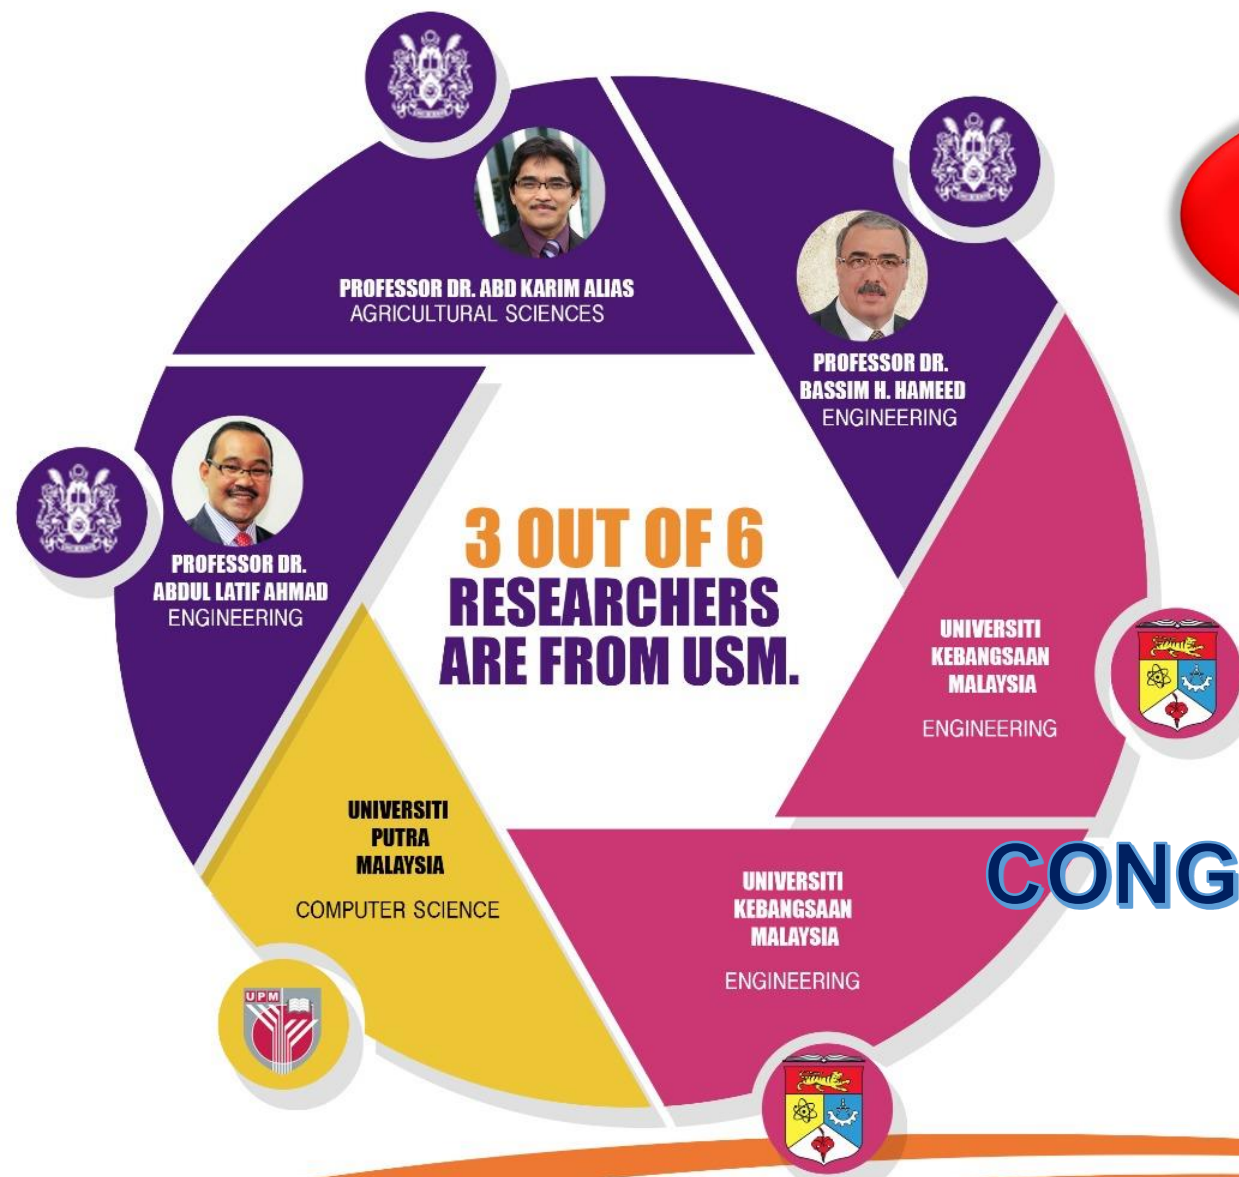 PROFESSOR DR. ABD KARIM ALIAS
AGRICULTURAL SCIENCES
PROFESSOR DR.
BASSIM H. HAMEED
ENGINEERING
PROFESSOR DR.
ABDUL LATIF AHMAD
ENGINEERING
3 OUT OF 6
RESEARCHERS
ARE FROM USM.
UNIVERSITI
KEBANGSAAN
MALAYSIA
ENGINEERING
UNIVERSITI
PUTRA
MALAYSIA
COMPUTER SCIENCE
UNIVERSITI
KEBANGSAAN
MALAYSIA
ENGINEERING
CONG
UPM